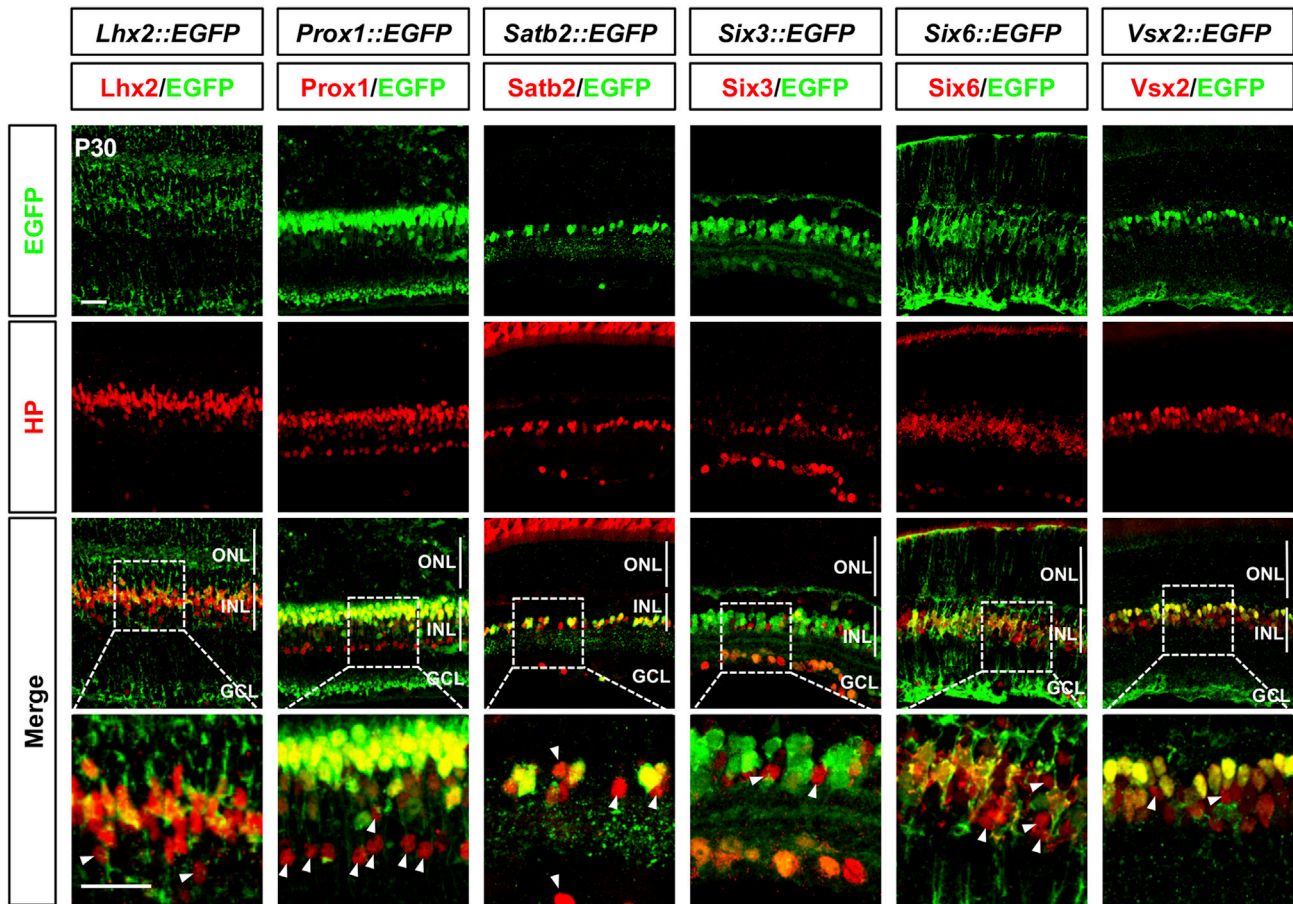 Lhx2::EGFP
Prox1::EGFP
Satb2::EGFP
Six3::EGFP
Six6::EGFP
Vsx2::EGFP
Lhx2/EGFP
Prox1/EGFP
Satb2/EGFP
Six3/EGFP
Six6/EGFP
Vsx2/EGFP
EGFP
P30
HP
Merge
ONL
INL
GCL
ONL
INL
GCL
ONL
INL
GCL
ONL
INL
GCL
ONL
INL
GCL
ONL
INL
GCL